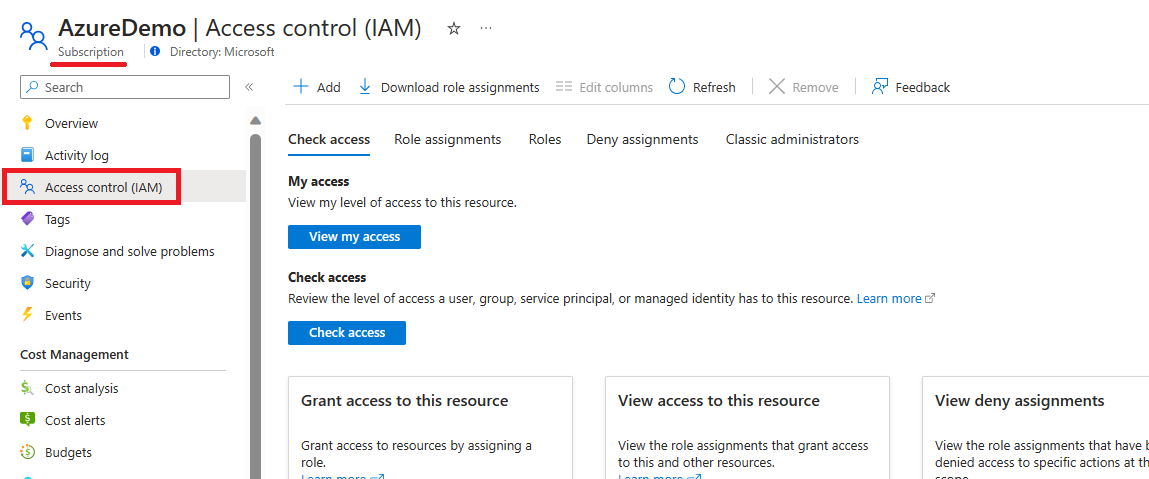 AzureDemo | Access control (IAM) ☆ ...
Subscription Directory: Microsoft
Search «
Overview
Activity log
Access control (IAM)
Tags
Diagnose and solve problems
Security
Events
Cost Management
Cost analysis
Cost alerts
Budgets
Add Download role assignments Edit columns Refresh Remove Feedback
Check access Role assignments Roles Deny assignments Classic administrators
My access
View my level of access to this resource.
View my access
Check access
Review the level of access a user, group, service principal, or managed identity has to this resource. Learn more
Check access
Grant access to this resource
Grant access to resources by assigning a
role.
Learn more
View access to this resource
View the role assignments that grant access
to this and other resources.
Learn more
View deny assignments
View the role assignments that have b
denied access to specific actions at th
scope.